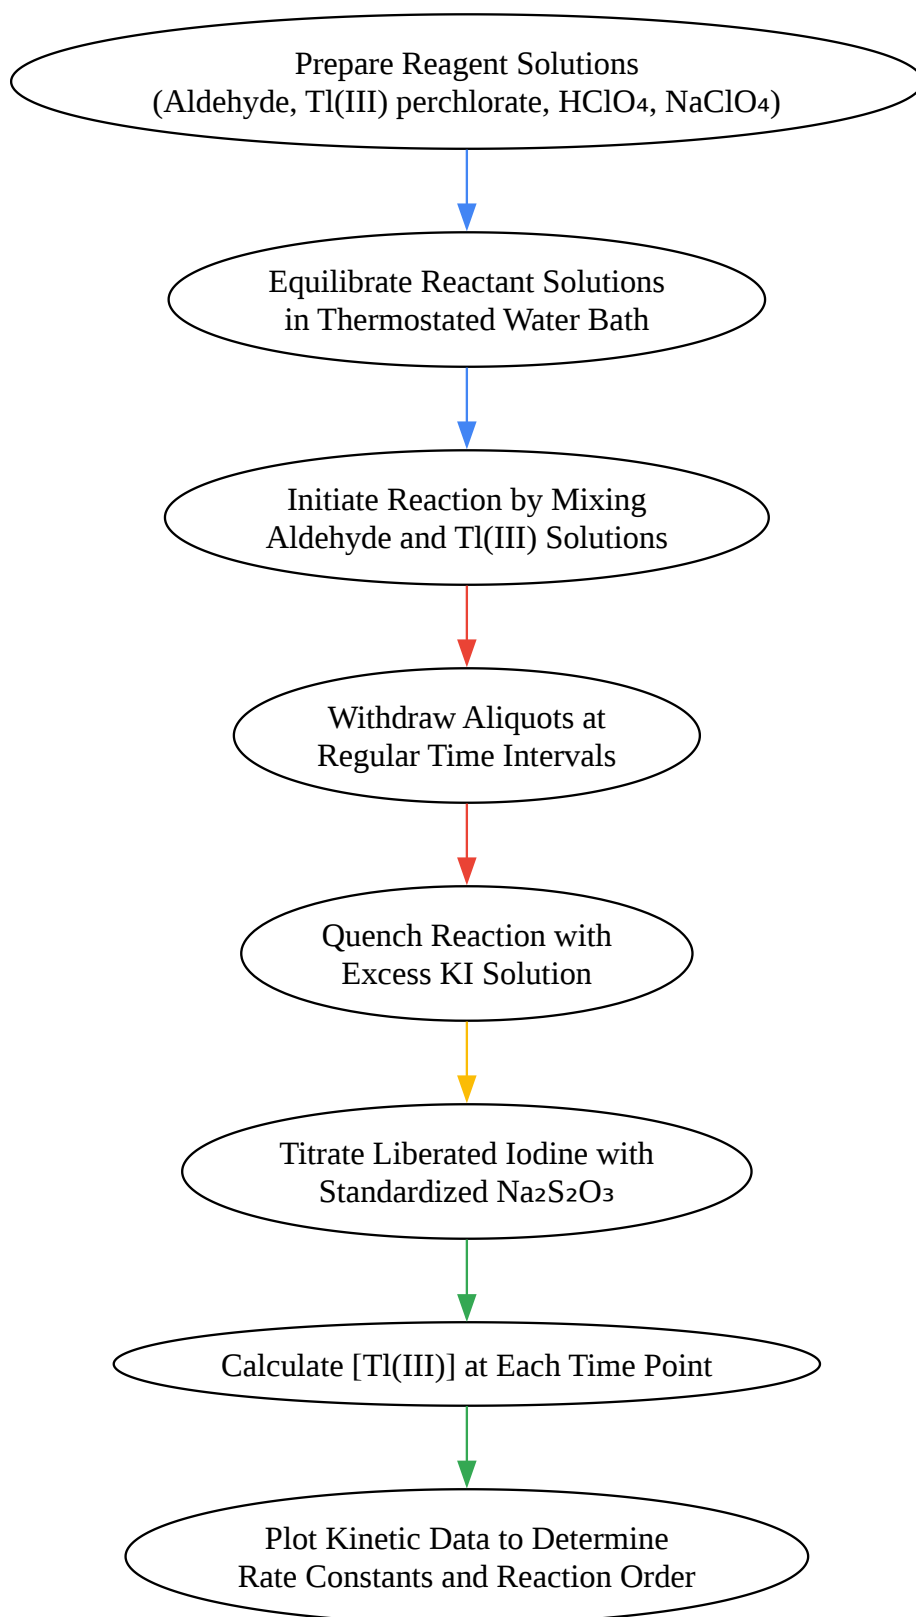 Prepare Reagent Solutions
(Aldehyde, Tl(III) perchlorate, HClO₄, NaClO₄)
Equilibrate Reactant Solutions
in Thermostated Water Bath
Initiate Reaction by Mixing
Aldehyde and Tl(III) Solutions
Withdraw Aliquots at
Regular Time Intervals
Quench Reaction with
Excess KI Solution
Titrate Liberated Iodine with
Standardized Na₂S₂O₃
Calculate [Tl(III)] at Each Time Point
Plot Kinetic Data to Determine
Rate Constants and Reaction Order